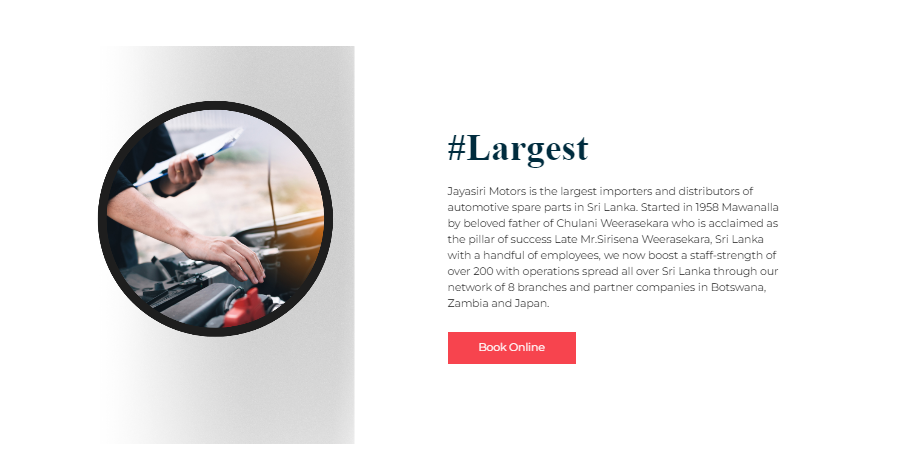 #Largest
Jayasiri Motors is the largest importers and distributors of
automotive spare parts in Sri Lanka. Started in 1958 Mawanalla
by beloved father of Chulani Weerasekara who is acclaimed as
the pillar of success Late Mr.Sirisena Weerasekara, Sri Lanka
with a handful of employees, we now boost a staff-strength of
over 200 with operations spread all over Sri Lanka through our
network of 8 branches and partner companies in Botswana,
Zambia and Japan.
Book Online